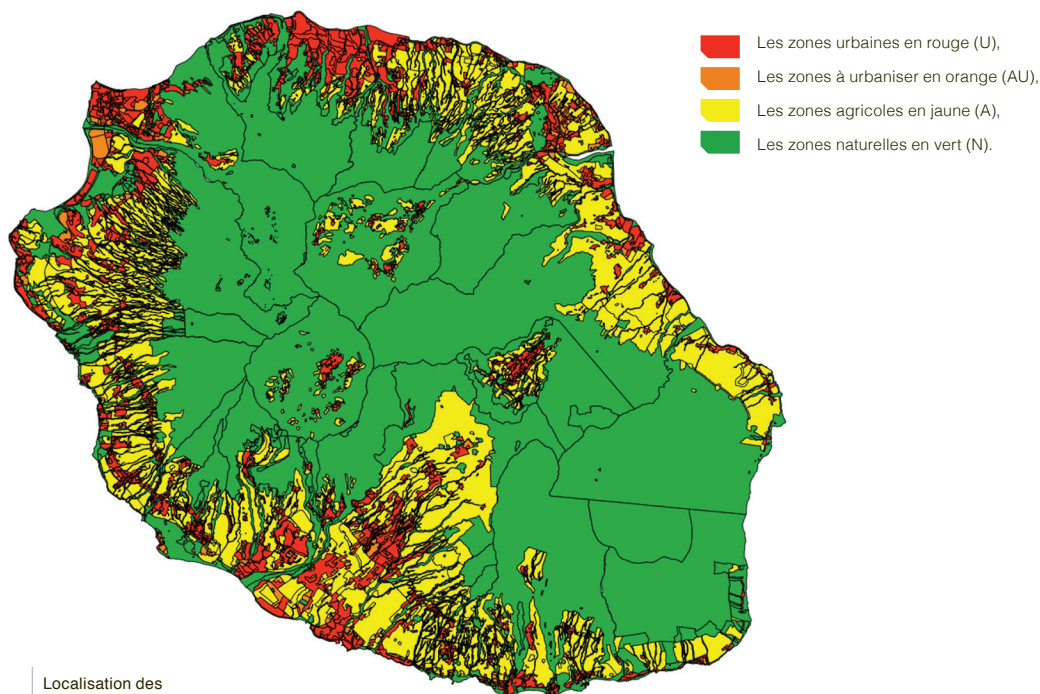 Les zones urbaines en rouge (U),
Les zones à urbaniser en orange (AU),
Les zones agricoles en jaune (A),
Les zones naturelles en vert (N).
Localisation des